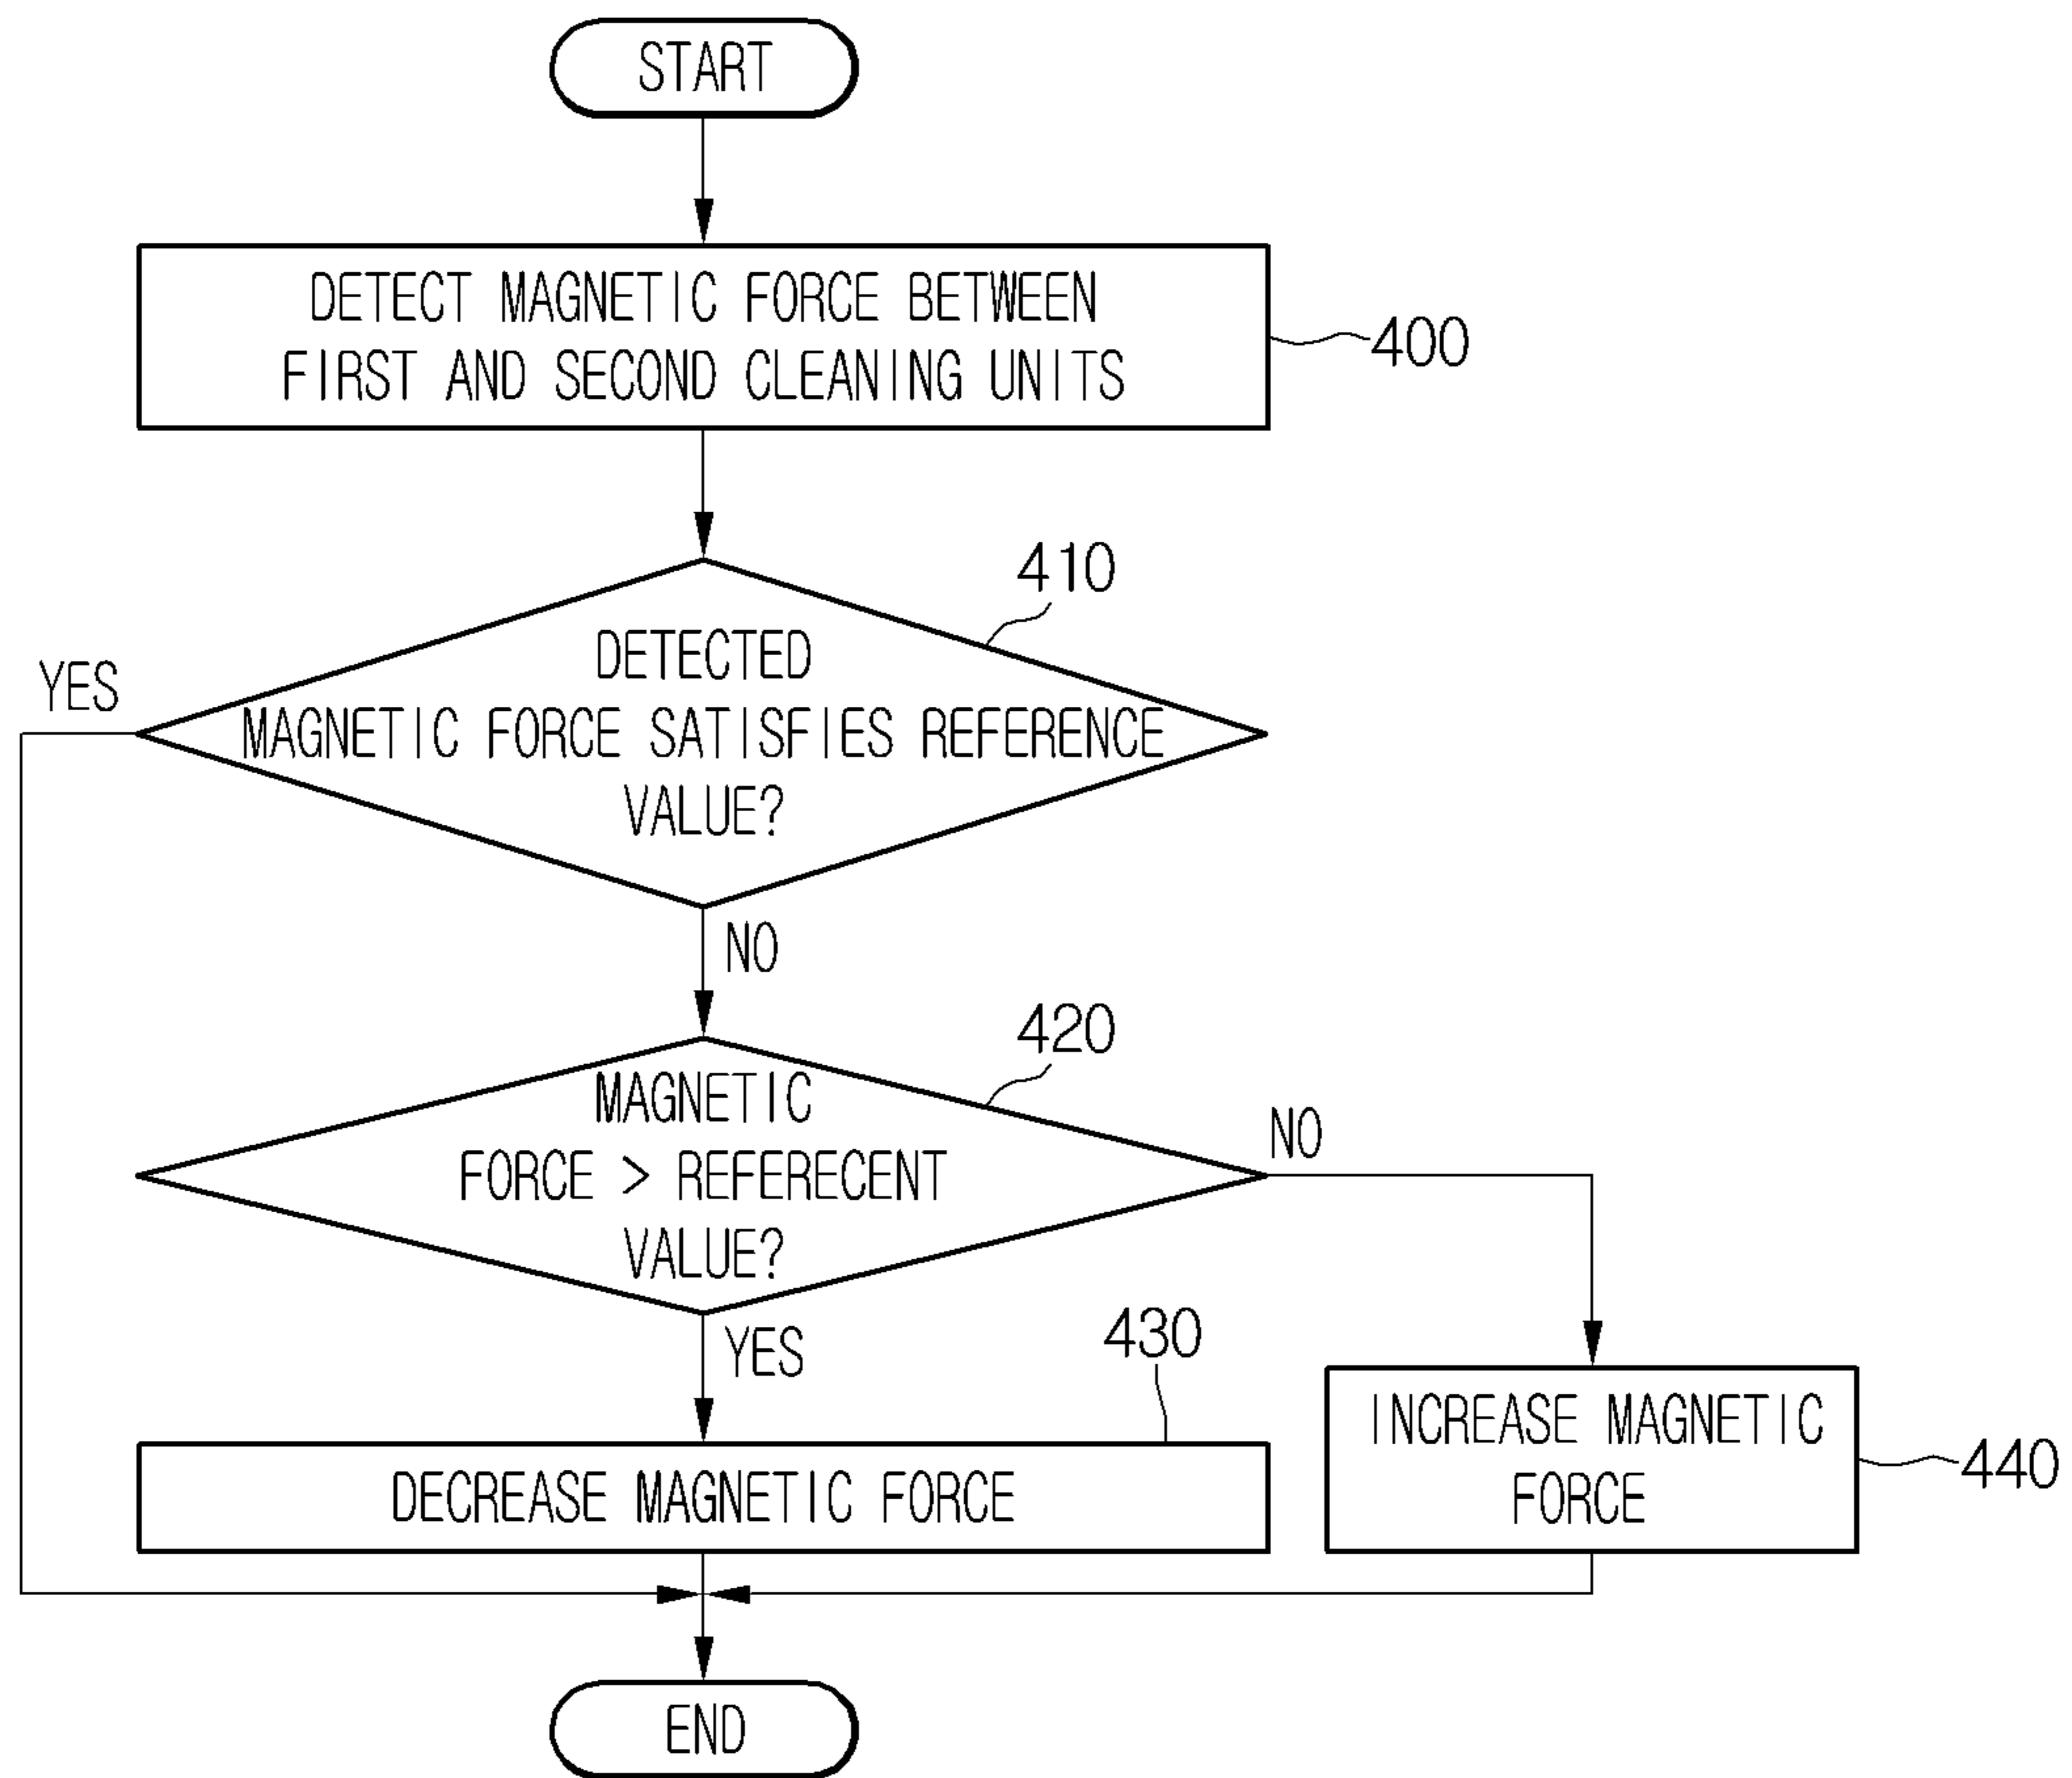 START
DETECT MAGNETIC FORCE BETWEEN
FIRST AND SECOND CLEANING UNITS
400
410
DETECTED
MAGNETIC FORCE SATISFIES REFERENCE
VALUE?
YES
NO
420
MAGNETIC
FORCE > REFERECENT
VALUE?
NO
YES
430
DECREASE MAGNETIC FORCE
INCREASE MAGNETIC
FORCE
440
END